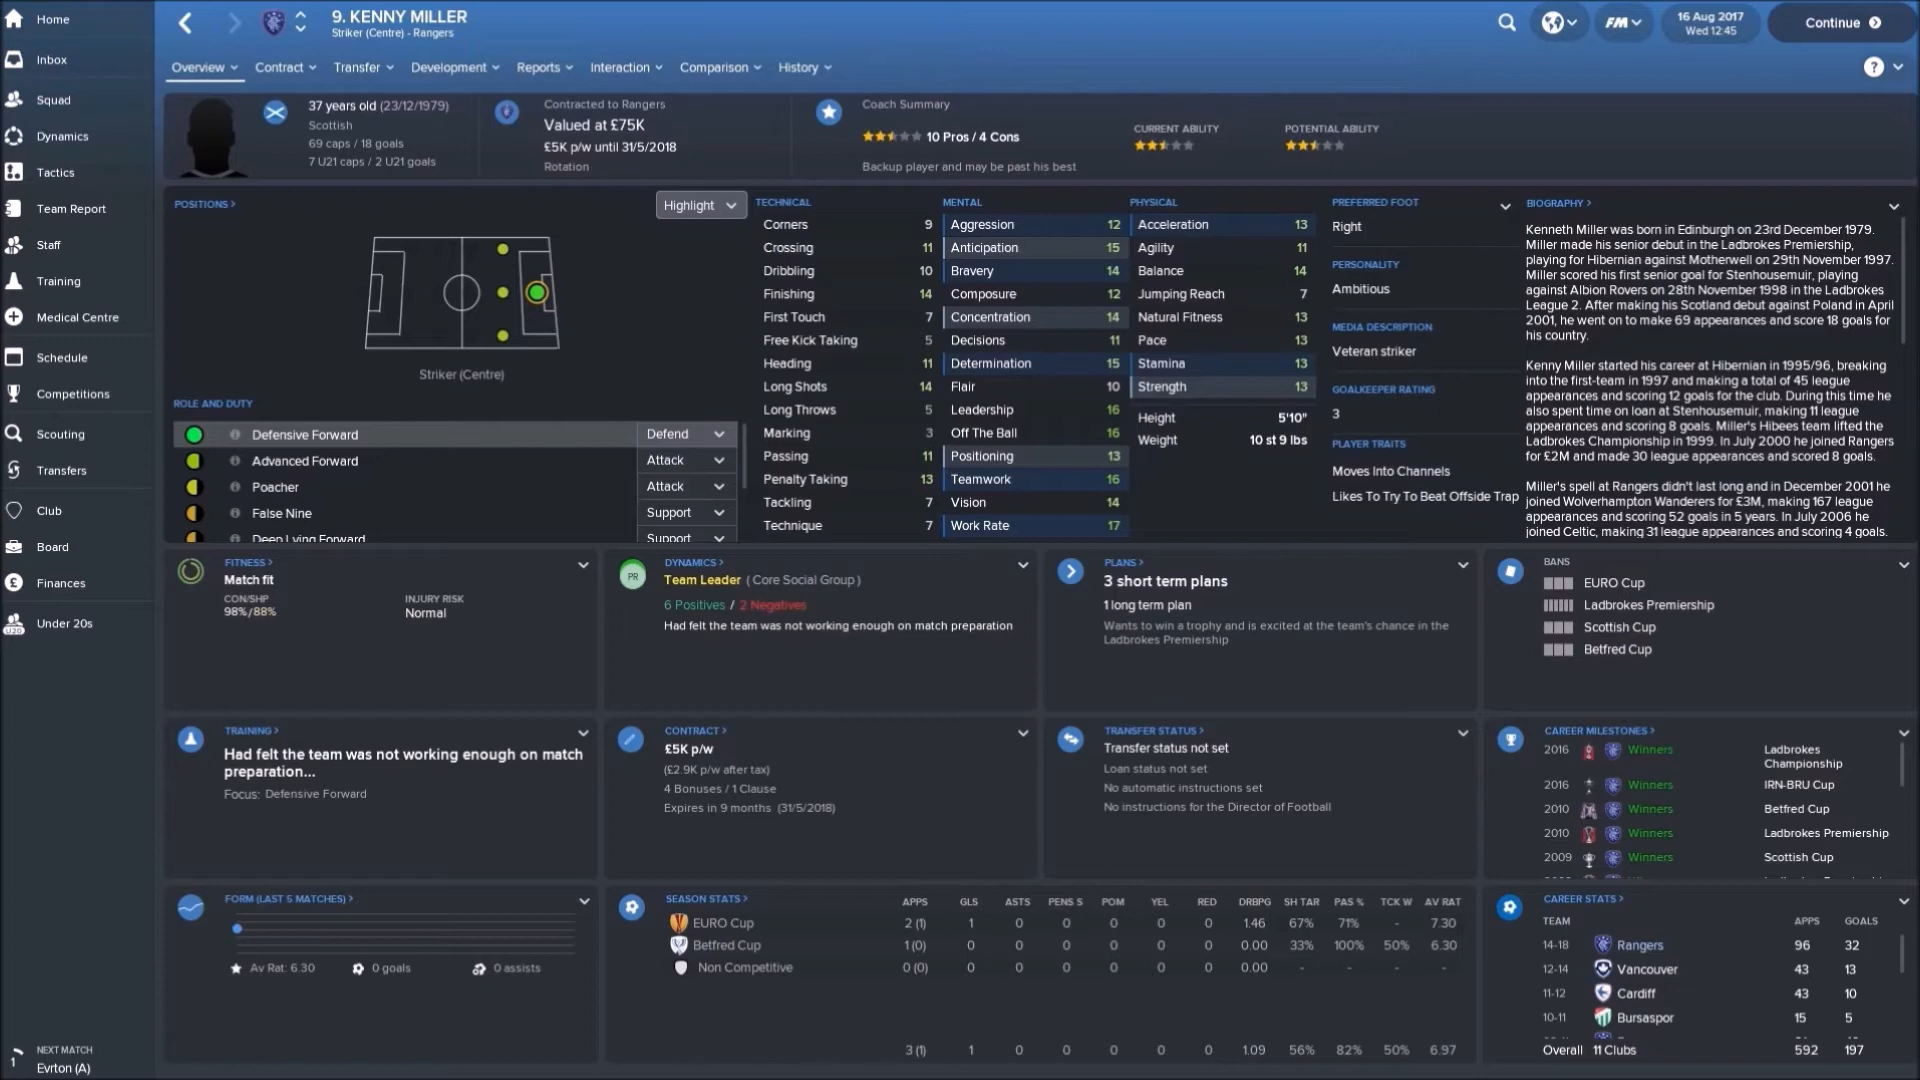 Home
Inbox
Squad
Dynamics
Tactics
Team Report
Staff
Training
Medical Centre
Schedule
Competitions
Scouting
Transfers
Club
Board
Finances
Under 20s
U20
NEXT MATCH
1
Evrton (A)
9. KENNY MILLER
Striker (Centre) - Rangers
FM
16 Aug 2017
Wed 12:45
Continue
Overview Contract Transfer Development Reports Interaction Comparison History
?
37 years old (23/12/1979)
Scottish
69 caps / 18 goals
7 U21 caps / 2 U21 goals
Contracted to Rangers
Valued at £75K
£5K p/w until 31/5/2018
Rotation
Coach Summary
10 Pros / 4 Cons
Backup player and may be past his best
CURRENT ABILITY
POTENTIAL ABILITY
POSITIONS >
Highlight
Striker (Centre)
ROLE AND DUTY
Defensive Forward Defend
Advanced Forward Attack
Poacher Attack
False Nine Support
Deep Lying Forward Support
TECHNICAL
Corners 9
Crossing 11
Dribbling 10
Finishing 14
First Touch 7
Free Kick Taking 5
Heading 11
Long Shots 14
Long Throws 5
Marking 3
Passing 11
Penalty Taking 13
Tackling 7
Technique 7
MENTAL
Aggression 12
Anticipation 15
Bravery 14
Composure 12
Concentration 14
Decisions 11
Determination 15
Flair 10
Leadership 16
Off The Ball 16
Positioning 13
Teamwork 16
Vision 14
Work Rate 17
PHYSICAL
Acceleration 13
Agility 11
Balance 14
Jumping Reach 7
Natural Fitness 13
Pace 13
Stamina 13
Strength 13
Height 5'10"
Weight 10 st 9 lbs
PREFERRED FOOT
Right
PERSONALITY
Ambitious
MEDIA DESCRIPTION
Veteran striker
GOALKEEPER RATING
3
PLAYER TRAITS
Moves Into Channels
Likes To Try To Beat Offside Trap
BIOGRAPHY >
Kenneth Miller was born in Edinburgh on 23rd December 1979.
Miller made his senior debut in the Ladbrokes Premiership,
playing for Hibernian against Motherwell on 29th November 1997.
Miller scored his first senior goal for Stenhousemuir, playing
against Albion Rovers on 28th November 1998 in the Ladbrokes
League 2. After making his Scotland debut against Poland in April
2001, he went on to make 69 appearances and score 18 goals for
his country.
Kenny Miller started his career at Hibernian in 1995/96, breaking
into the first-team in 1997 and making a total of 45 league
appearances and scoring 12 goals for the club. During this time he
also spent time on loan at Stenhousemuir, making 11 league
appearances and scoring 8 goals. Miller's Hibees team lifted the
Ladbrokes Championship in 1999. In July 2000 he joined Rangers
for £2M and made 30 league appearances and scored 8 goals.
Miller's spell at Rangers didn't last long and in December 2001 he
joined Wolverhampton Wanderers for £3M, making 167 league
appearances and scoring 52 goals in 5 years. In July 2006 he
joined Celtic, making 31 league appearances and scoring 4 goals.
FITNESS >
Match fit
CON/SHP
98%/88%
INJURY RISK
Normal
PR
DYNAMICS >
Team Leader (Core Social Group)
6 Positives / 2 Negatives
Had felt the team was not working enough on match preparation
PLANS >
3 short term plans
1 long term plan
Wants to win a trophy and is excited at the team's chance in the
Ladbrokes Premiership
BANS
EURO Cup
Ladbrokes Premiership
Scottish Cup
Betfred Cup
TRAINING >
Had felt the team was not working enough on match
preparation...
Focus: Defensive Forward
CONTRACT >
£5K p/w
(£2.9K p/w after tax)
4 Bonuses / 1 Clause
Expires in 9 months (31/5/2018)
TRANSFER STATUS >
Transfer status not set
Loan status not set
No automatic instructions set
No instructions for the Director of Football
CAREER MILESTONES >
2016 Winners Ladbrokes
Championship
2016 Winners IRN-BRU Cup
2010 Winners Betfred Cup
2010 Winners Ladbrokes Premiership
2009 Winners Scottish Cup
FORM (LAST 5 MATCHES) >
Av Rat: 6.30 0 goals 0 assists
SEASON STATS > APPS GLS ASTS PENS S POM YEL RED DRBPG SH TAR PAS % TCK W AV RAT
EURO Cup 2 (1) 1 0 0 0 0 0 1.46 67% 71% - 7.30
Betfred Cup 1 (0) 0 0 0 0 0 0 0.00 33% 100% 50% 6.30
Non Competitive 0 (0) 0 0 0 0 0 0 0.00 - - - -
3 (1) 1 0 0 0 0 0 1.09 56% 82% 50% 6.97
CAREER STATS >
TEAM APPS GOALS
14-18 Rangers 96 32
12-14 Vancouver 43 13
11-12 Cardiff 43 10
10-11 Bursaspor 15 5
Overall 11 Clubs 592 197